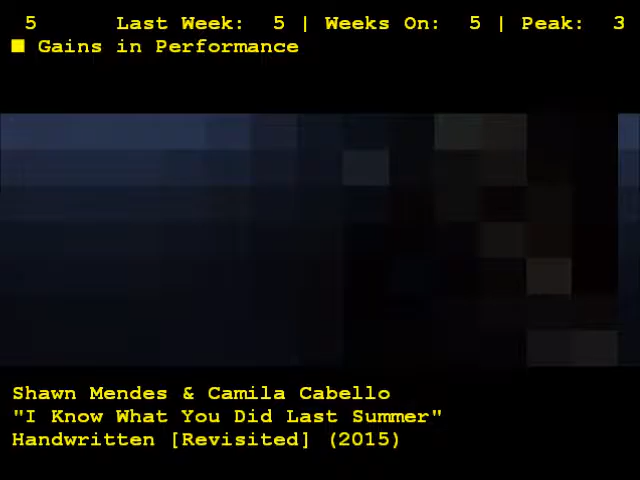 5 Last Week: 5 | Weeks On: 5 | Peak: 3
■ Gains in Performance
Shawn Mendes & Camila Cabello
"I Know What You Did Last Summer"
Handwritten [Revisited] (2015)